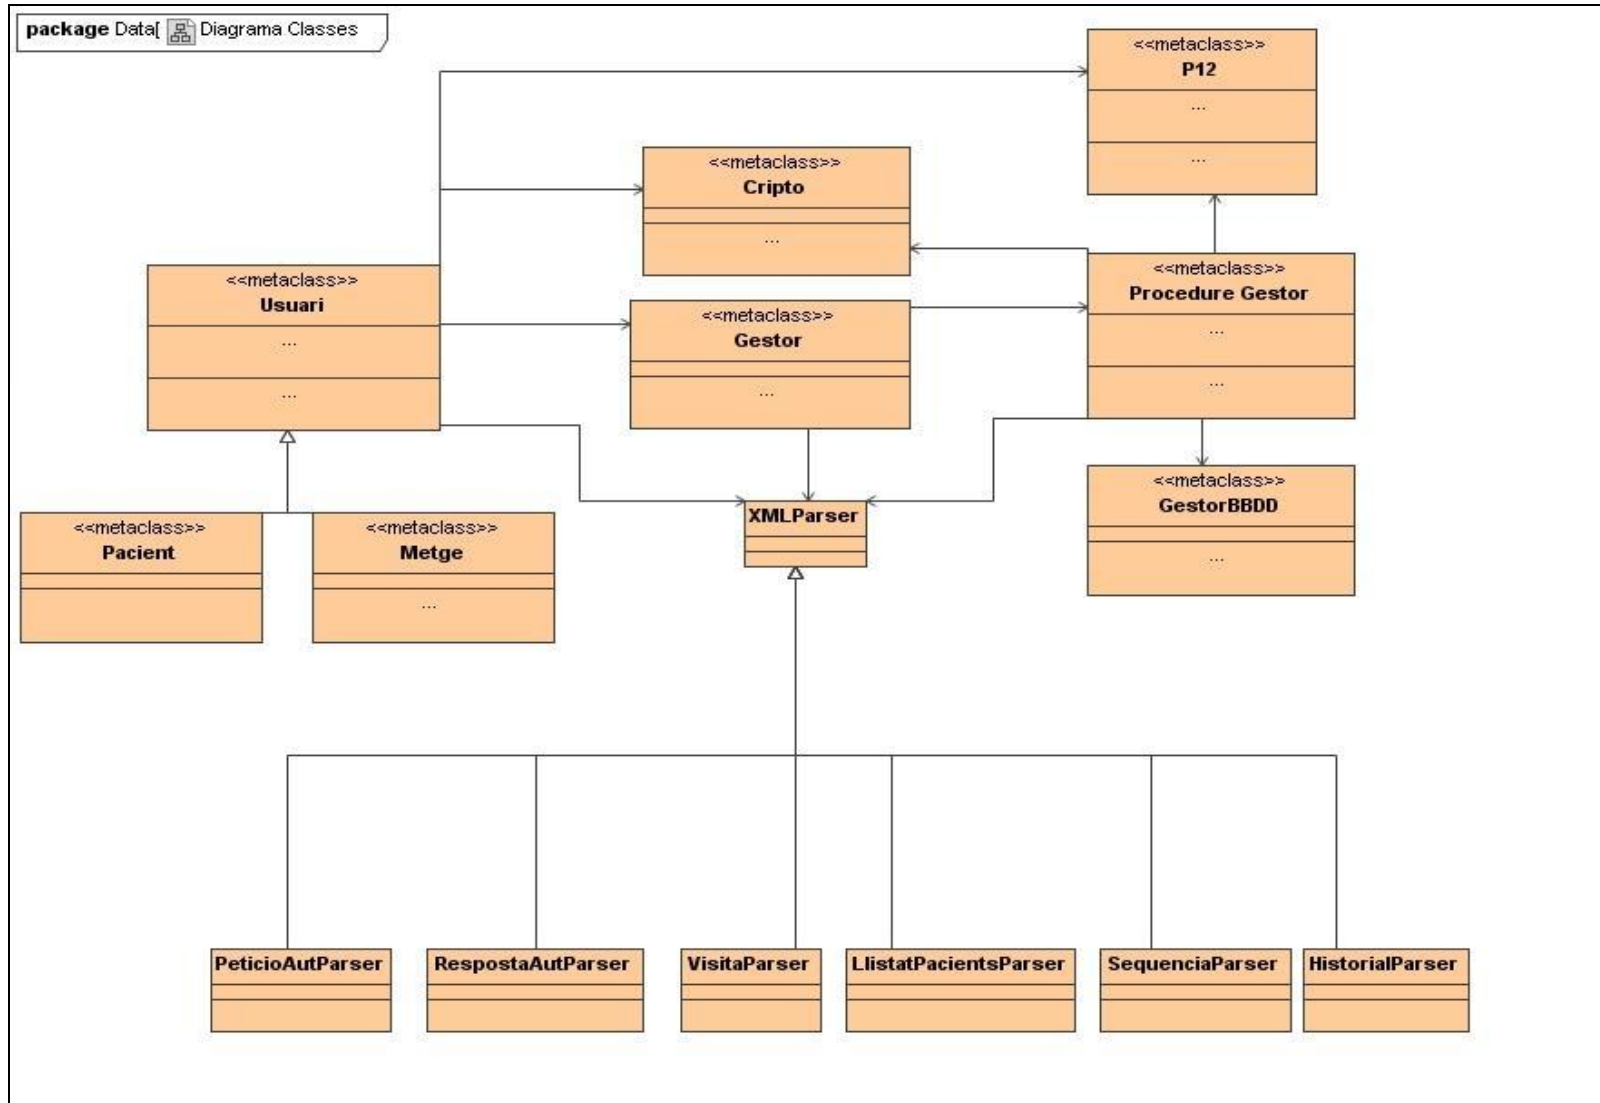 package Data[ Diagrama Classes
<<metaclass>>
P12
...
...
<<metaclass>>
Cripto
...
<<metaclass>>
Usuari
...
...
<<metaclass>>
Gestor
...
<<metaclass>>
Procedure Gestor
...
...
<<metaclass>>
Pacient
<<metaclass>>
Metge
...
XMLParser
<<metaclass>>
GestorBBDD
...
PeticioAutParser
RespostaAutParser
VisitaParser
LlistatPacientsParser
SequenciaParser
HistorialParser